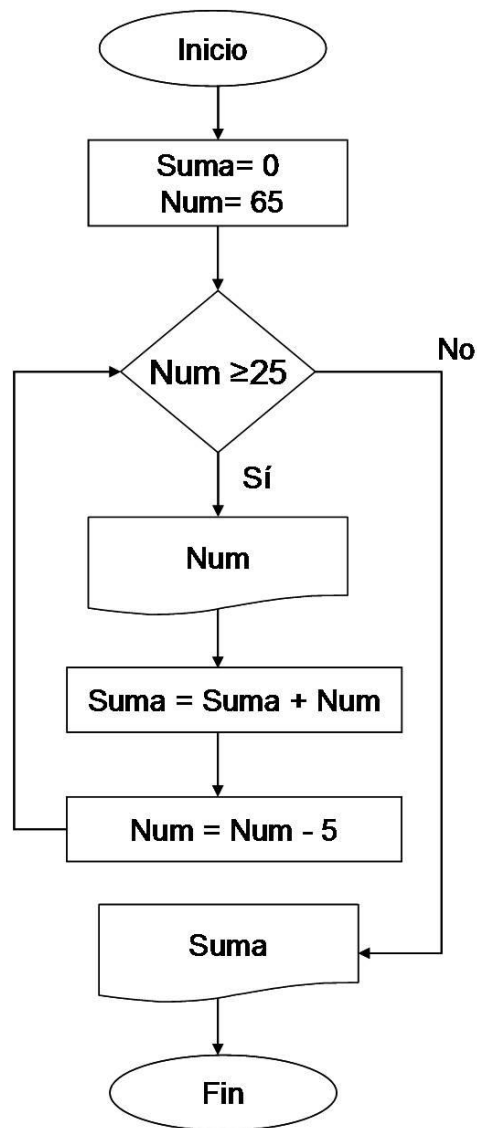 Inicio
Suma= 0
Num= 65
Num ≥25
No
Sí
Num
Suma = Suma + Num
Num = Num - 5
Suma
Fin